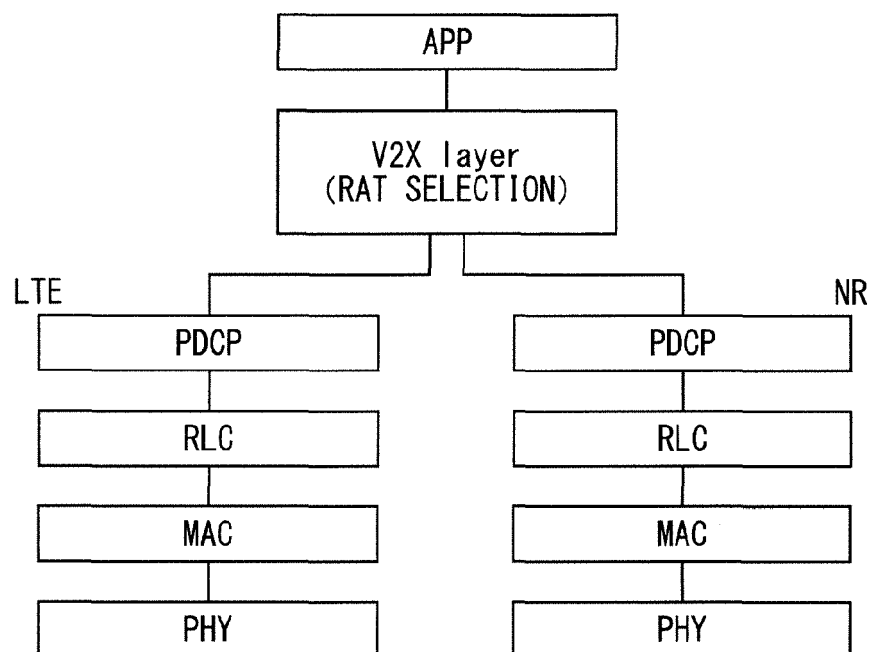 APP
V2X layer
(RAT SELECTION)
LTE
NR
PDCP
PDCP
RLC
RLC
MAC
MAC
PHY
PHY